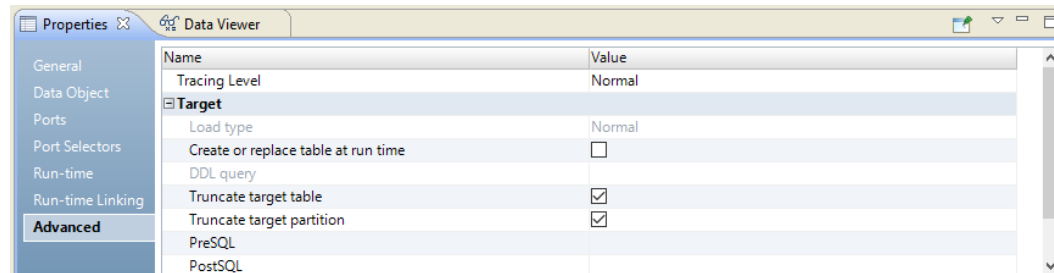 Properties Data Viewer
General
Data Object
Ports
Port Selectors
Run-time
Run-time Linking
Advanced
Name Value
Tracing Level Normal
Target
Load type Normal
Create or replace table at run time
DDL query
Truncate target table
Truncate target partition
PreSQL
PostSQL